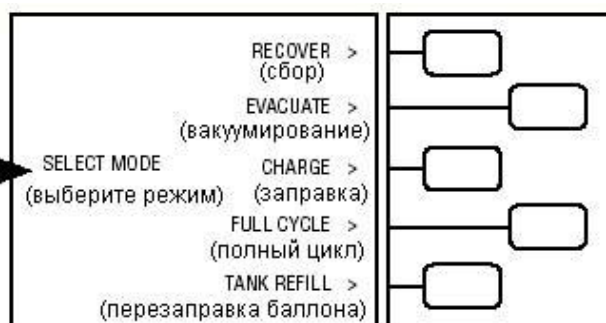 RECOVER >
(сбор)
EVACUATE >
(вакуумирование)
SELECT MODE
(выберите режим)
CHARGE >
(заправка)
FULL CYCLE >
(полный цикл)
TANK REFILL >
(перезаправка баллона)